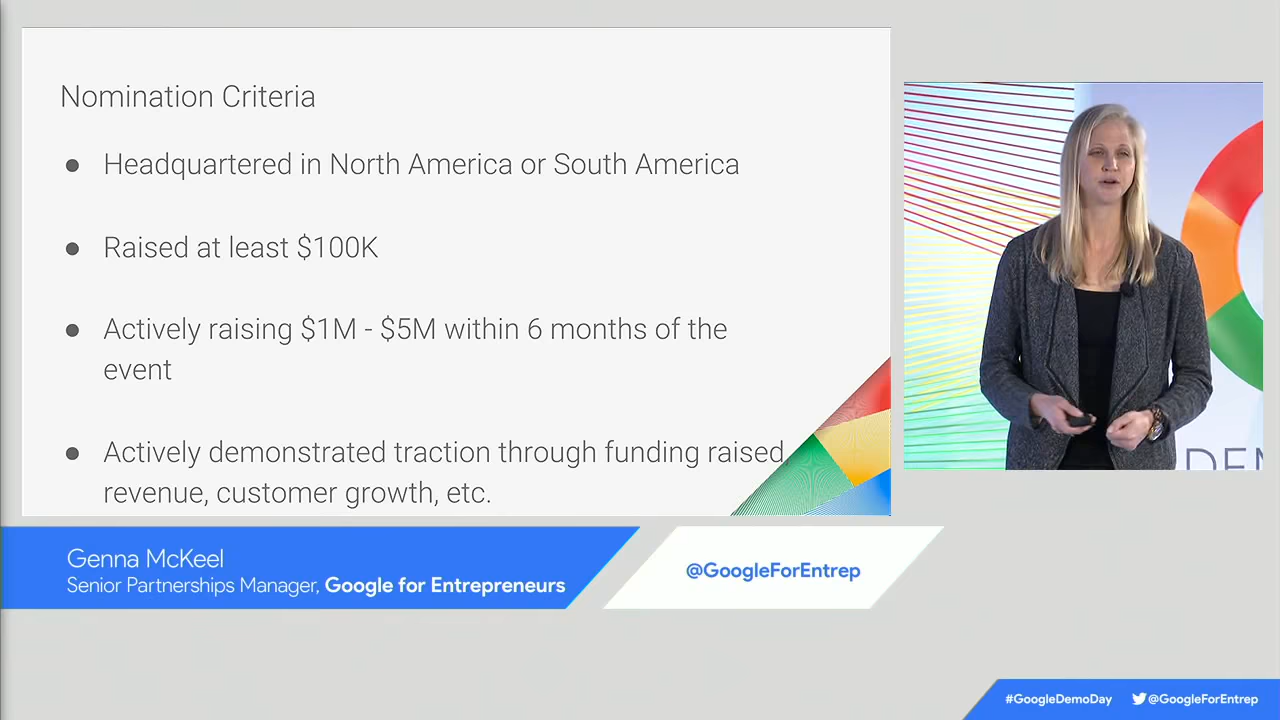 Nomination Criteria
● Headquartered in North America or South America
● Raised at least $100K
● Actively raising $1M - $5M within 6 months of the
event
● Actively demonstrated traction through funding raised,
revenue, customer growth, etc.
DEM
Genna McKeel
Senior Partnerships Manager, Google for Entrepreneurs
@GoogleForEntrep
#GoogleDemoDay @GoogleForEntrep